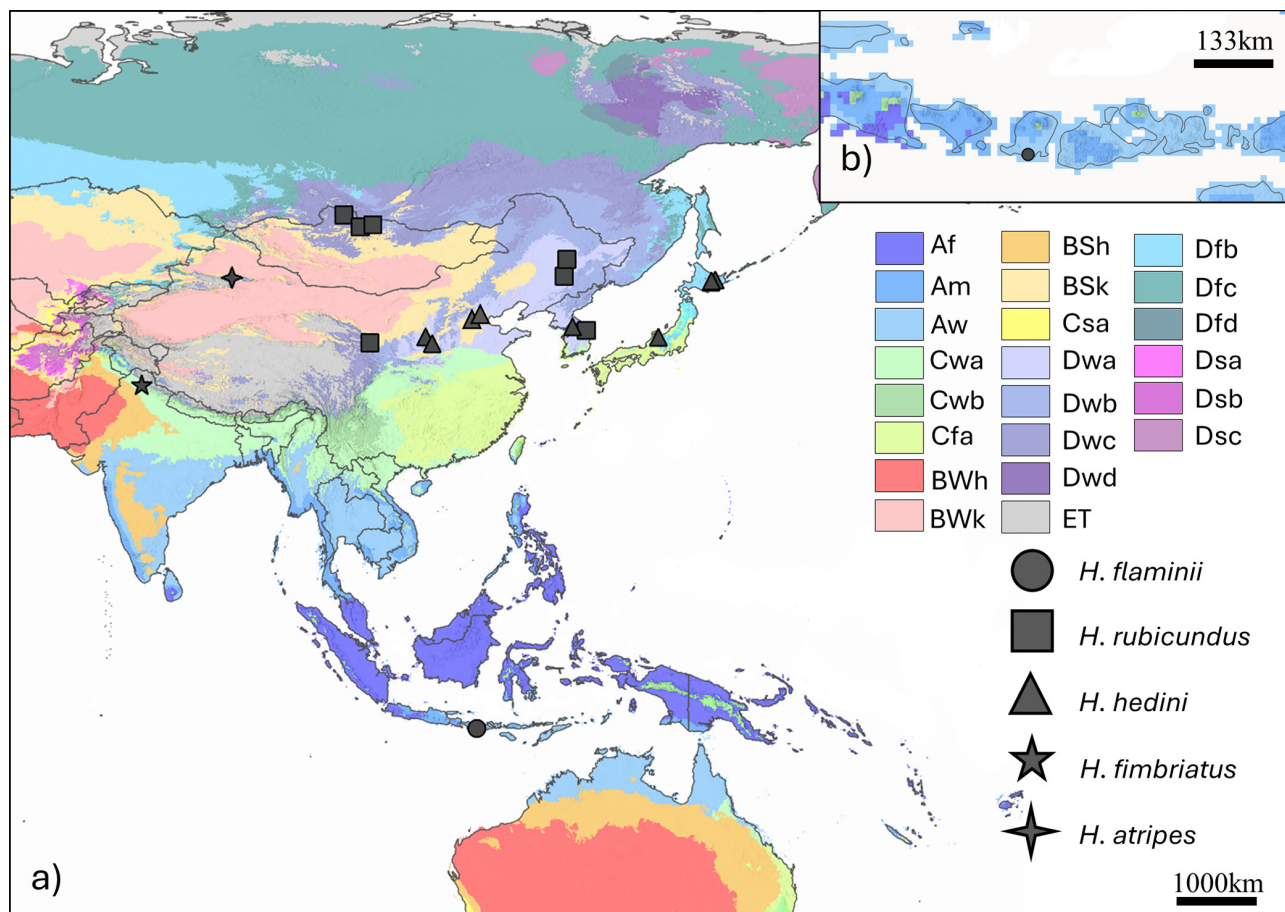 133km
b)
Af
Am
Aw
Cwa
Cwb
Cfa
BWh
BWk
BSh
BSk
Csa
Dwa
Dwb
Dwc
Dwd
ET
Dfb
Dfc
Dfd
Dsa
Dsb
Dsc
H. flaminii
H. rubicundus
H. hedini
H. fimbriatus
H. atripes
a)
1000km